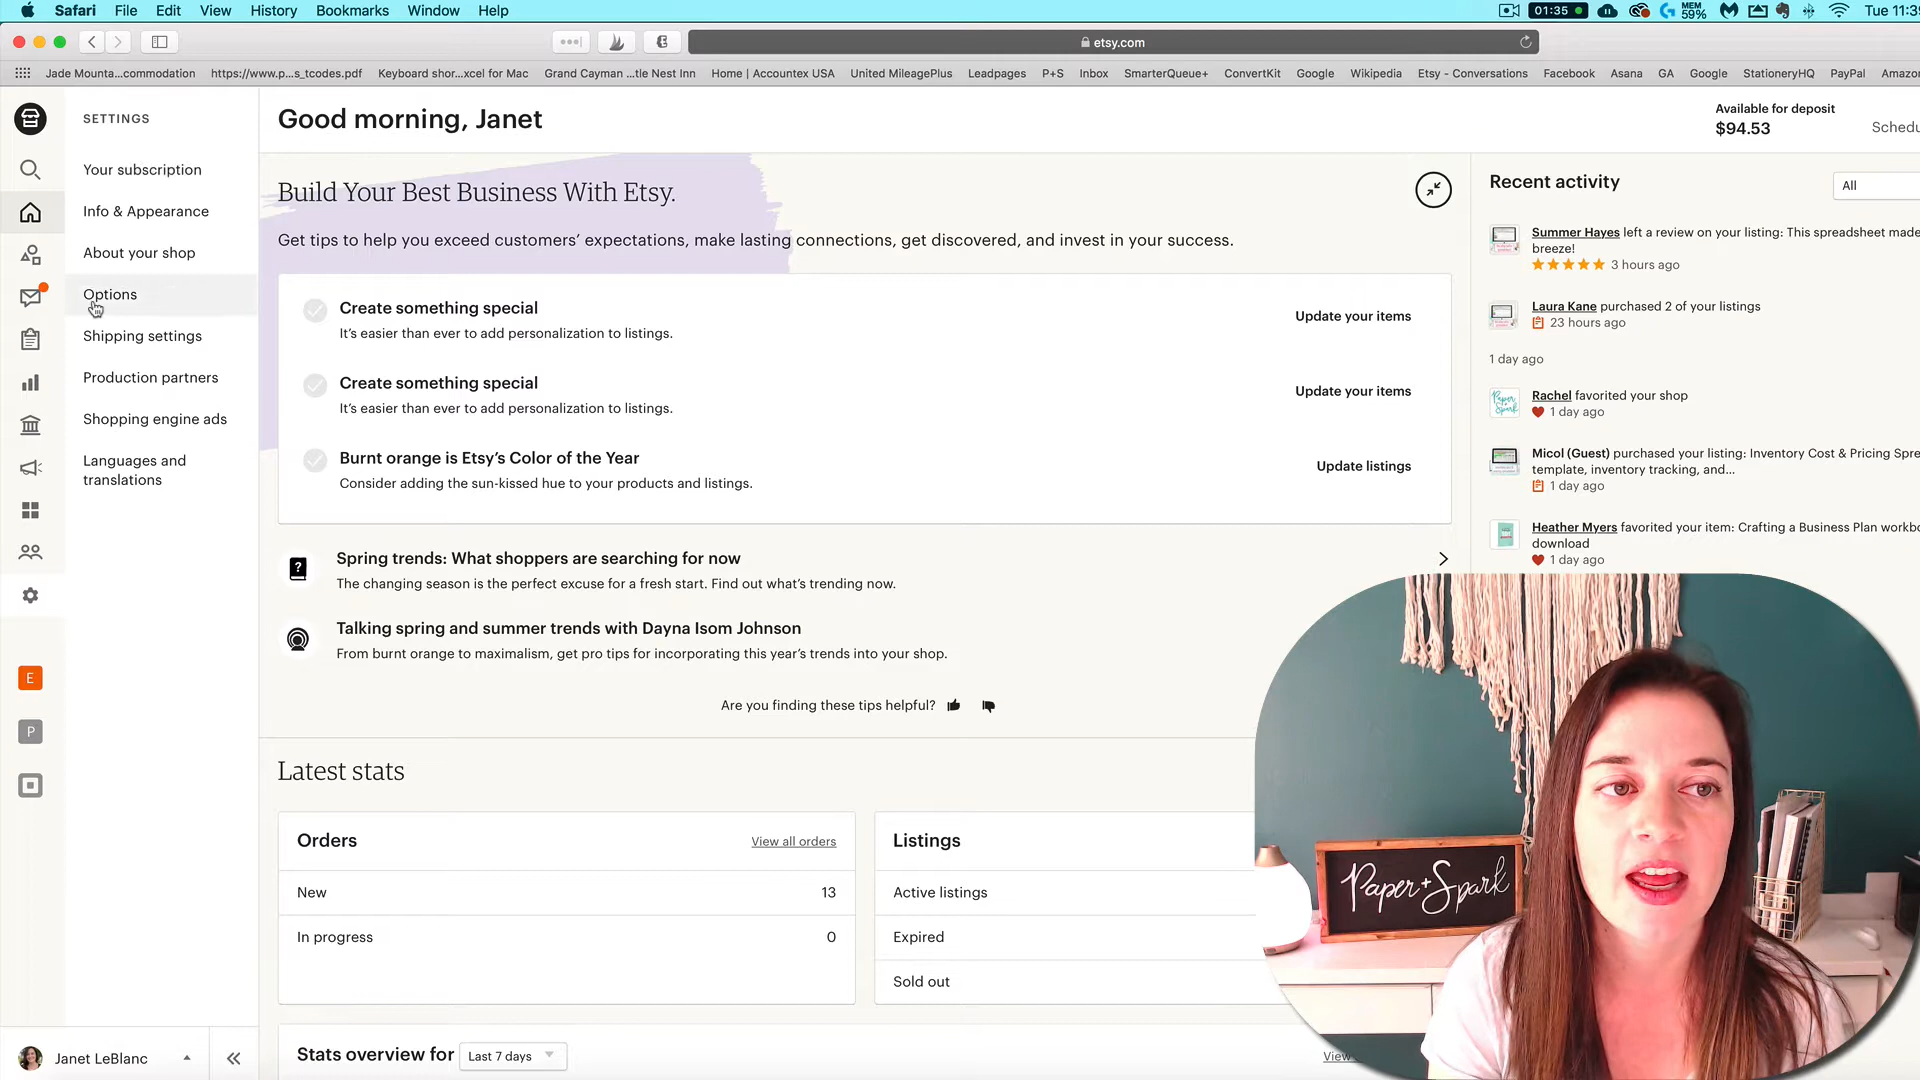 Safari File Edit View History Bookmarks Window Help
01:35
MEM
59%
Tue 11:3
etsy.com
Jade Mounta...commodation https://www.p...s_tcodes.pdf Keyboard shor...xcel for Mac Grand Cayman ...tle Nest Inn Home | Accountex USA United MileagePlus Leadpages P+S Inbox SmarterQueue+ ConvertKit Google Wikipedia Etsy - Conversations Facebook Asana GA Google StationeryHQ PayPal Amazo
SETTINGS
Your subscription
Info & Appearance
About your shop
Options
Shipping settings
Production partners
Shopping engine ads
Languages and
translations
E
P
Janet LeBlanc
Good morning, Janet
Available for deposit
$94.53
Schedu
Build Your Best Business With Etsy.
Get tips to help you exceed customers’ expectations, make lasting connections, get discovered, and invest in your success.
Create something special
It’s easier than ever to add personalization to listings.
Update your items
Create something special
It’s easier than ever to add personalization to listings.
Update your items
Burnt orange is Etsy’s Color of the Year
Consider adding the sun-kissed hue to your products and listings.
Update listings
Spring trends: What shoppers are searching for now
The changing season is the perfect excuse for a fresh start. Find out what’s trending now.
Talking spring and summer trends with Dayna Isom Johnson
From burnt orange to maximalism, get pro tips for incorporating this year’s trends into your shop.
Are you finding these tips helpful?
Latest stats
Orders
View all orders
New 13
In progress 0
Listings
Active listings
Expired
Sold out
Stats overview for Last 7 days
View
Recent activity
All
Summer Hayes left a review on your listing: This spreadsheet made
breeze!
3 hours ago
Laura Kane purchased 2 of your listings
23 hours ago
1 day ago
Rachel favorited your shop
1 day ago
Micol (Guest) purchased your listing: Inventory Cost & Pricing Spre
template, inventory tracking, and...
1 day ago
Heather Myers favorited your item: Crafting a Business Plan workbo
download
1 day ago
Paper + Spark